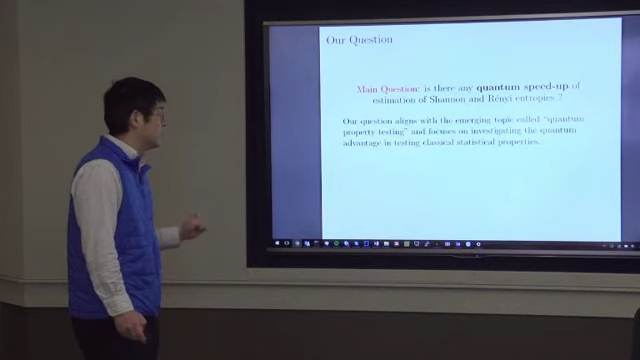 Our Question
Main Question: is there any quantum speed-up of
estimation of Shannon and Rényi entropies ?
Our question aligns with the emerging topic called "quantum
property testing" and focuses on investigating the quantum
advantage in testing classical statistical properties.